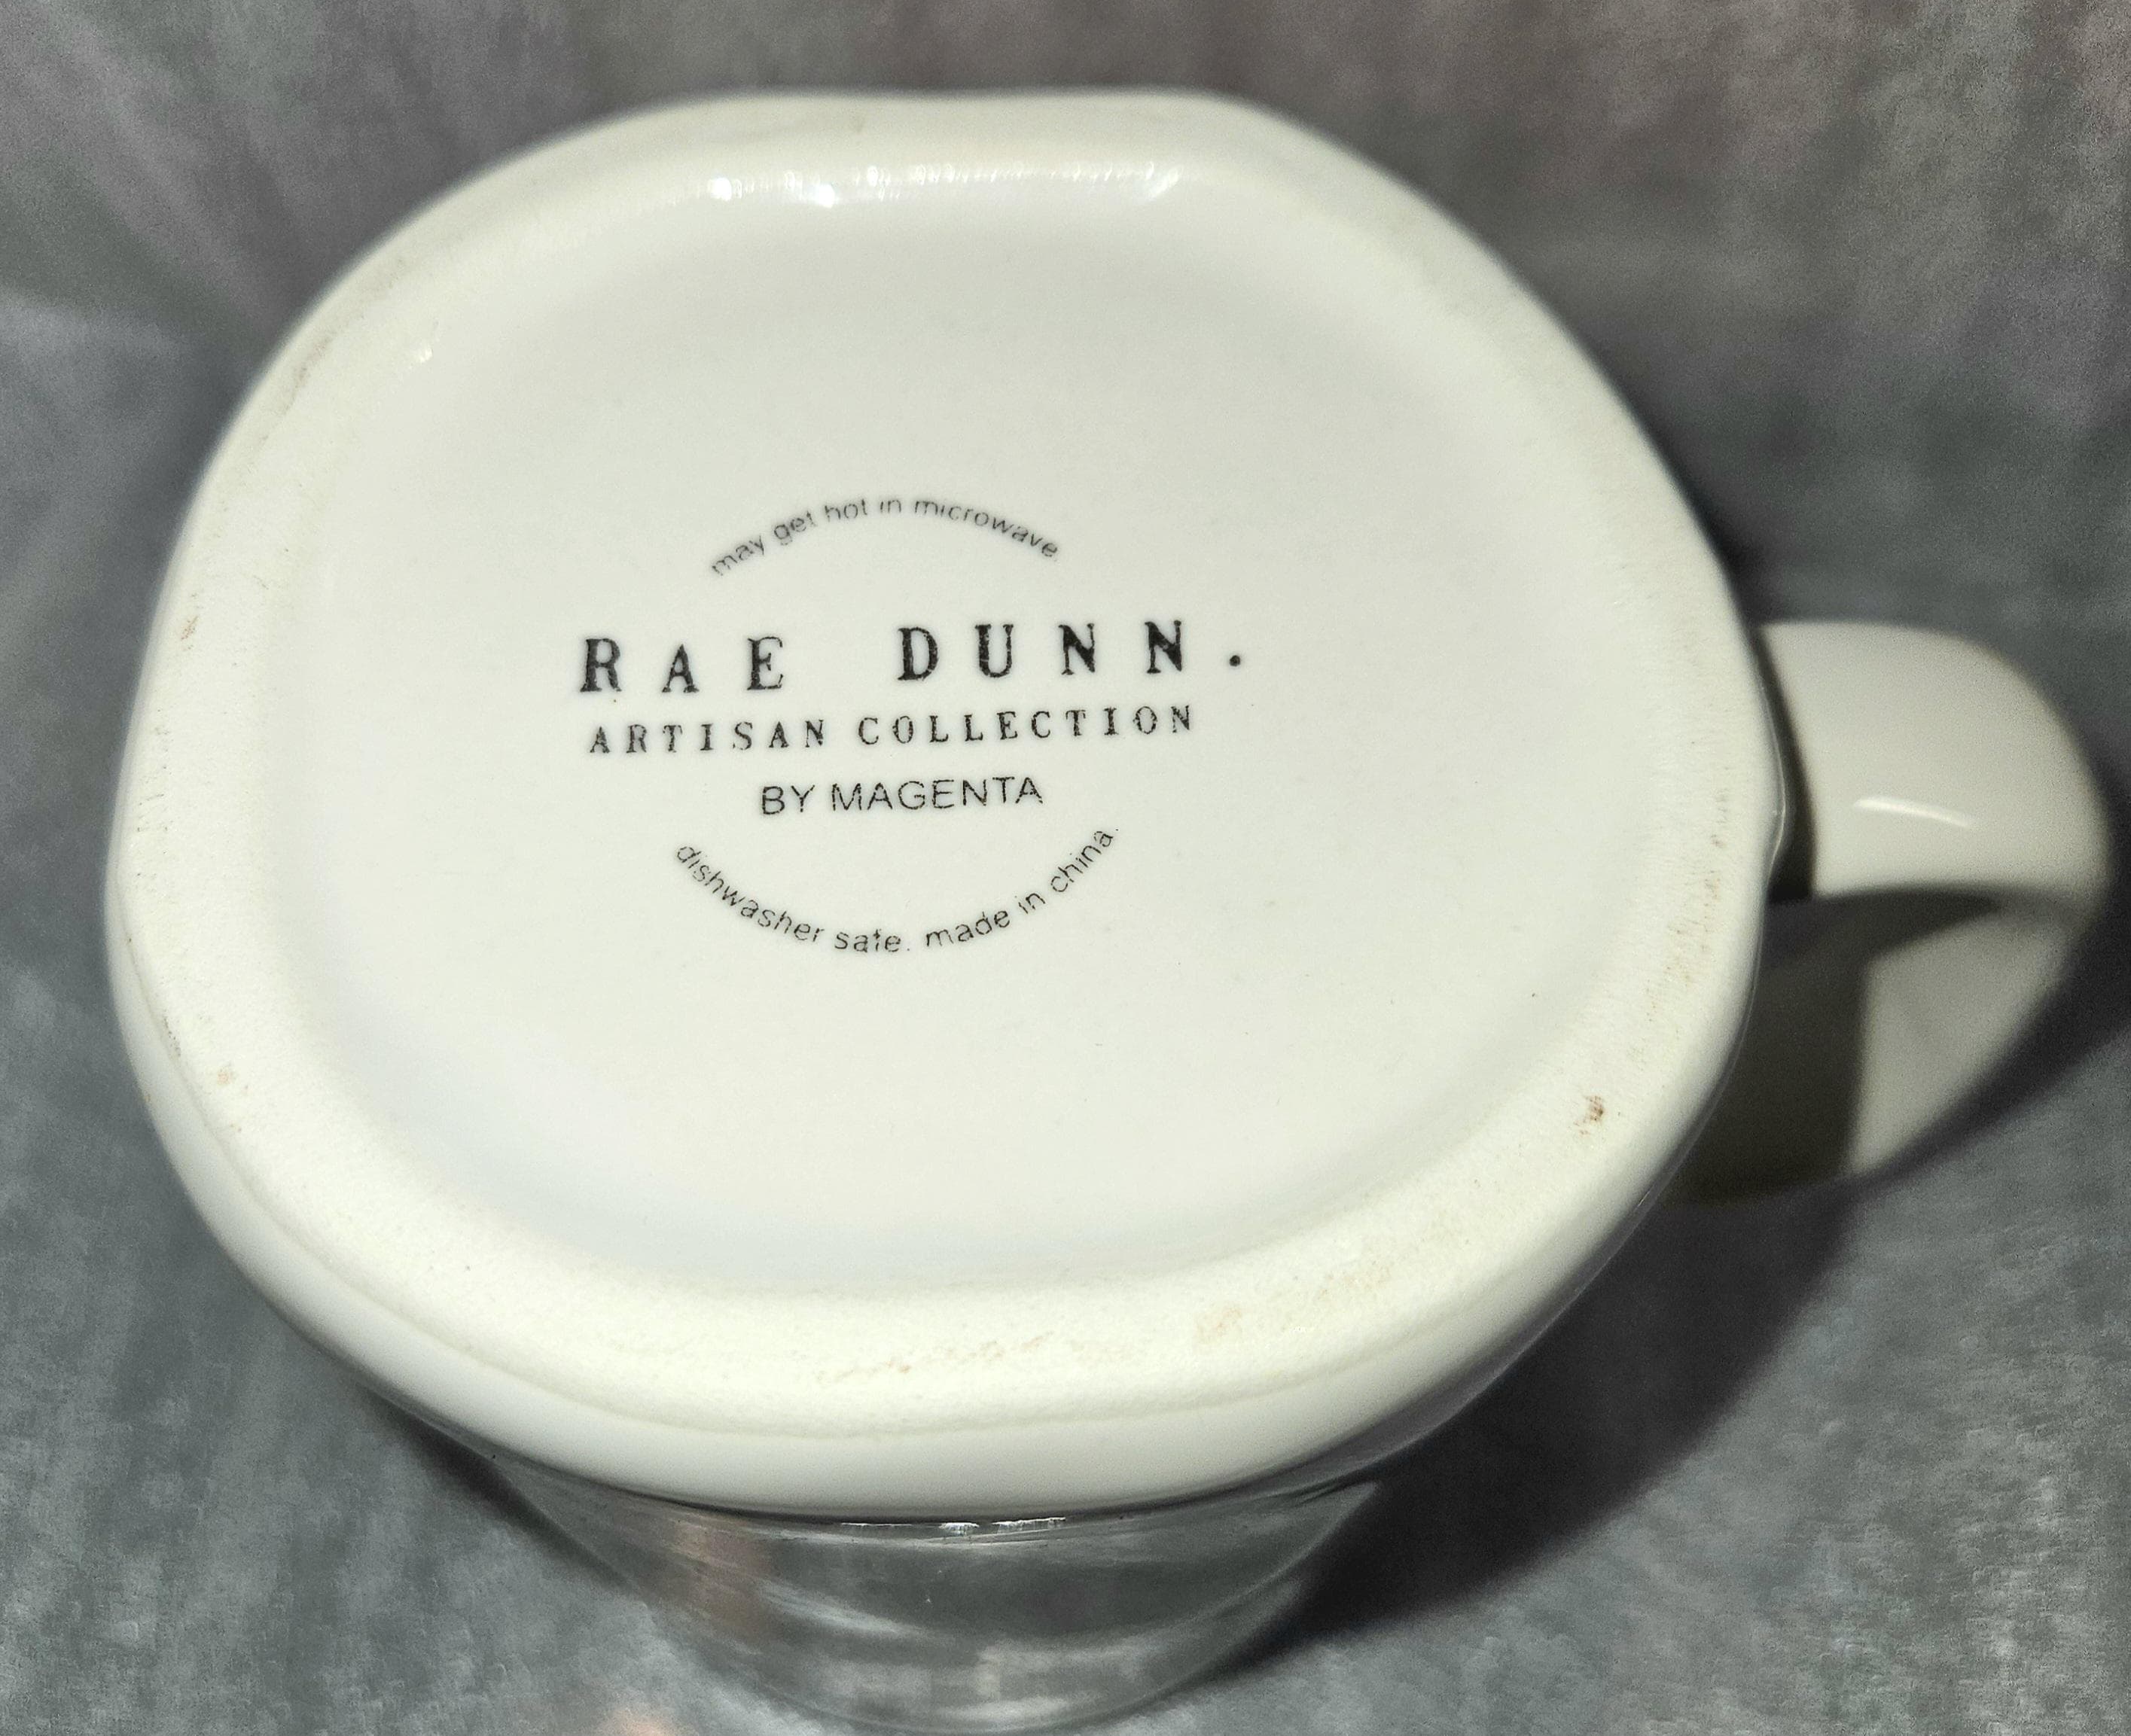 may get hot in microwave
RAE DUNN.
ARTISAN COLLECTION
BY MAGENTA
dishwasher safe. made in china.